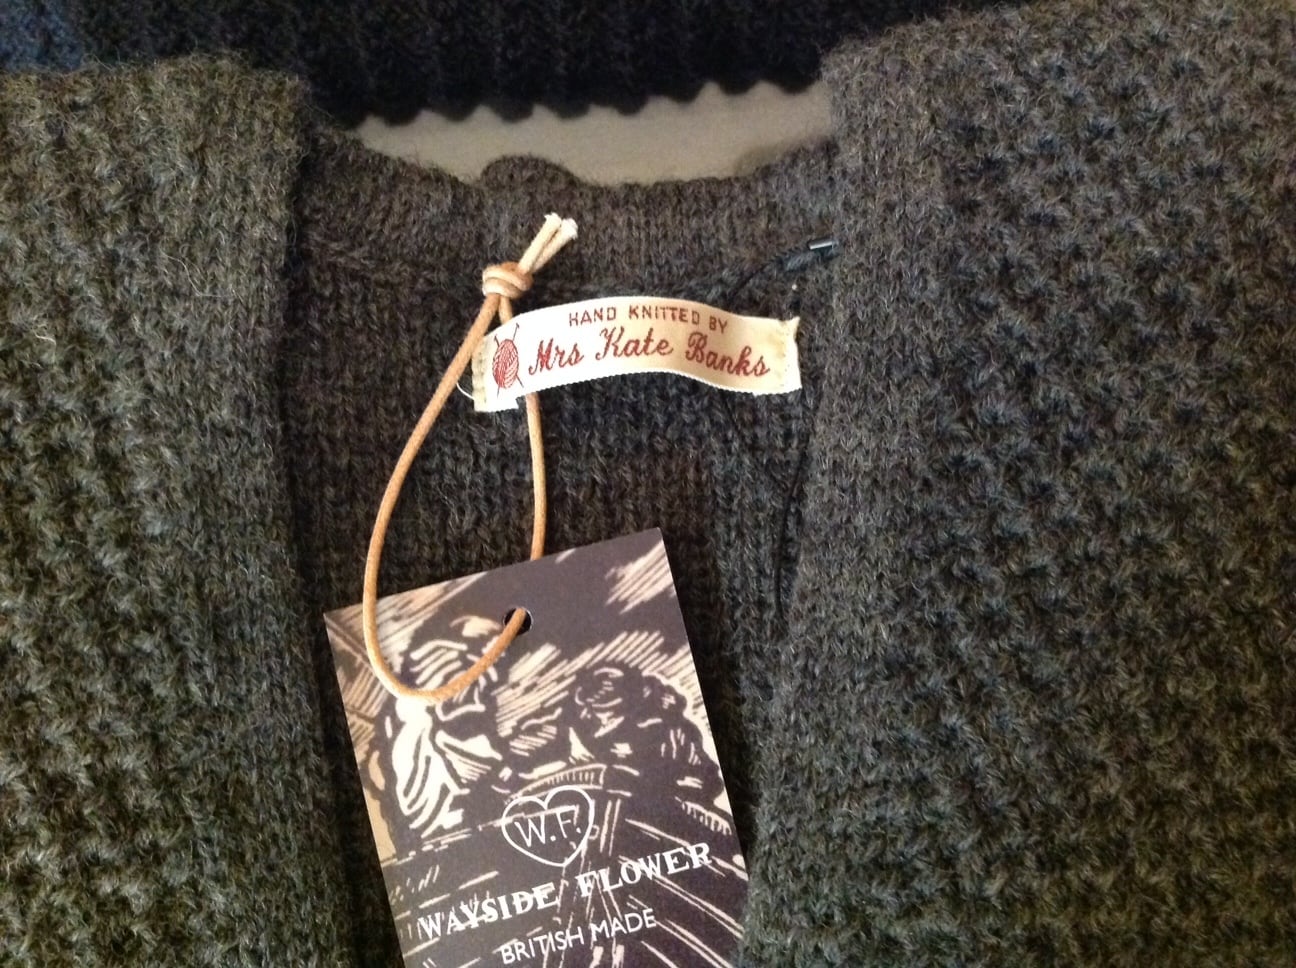 HAND KNITTED BY
Mrs Kate Banks
W.F.
WAYSIDE FLOWER
BRITISH MADE